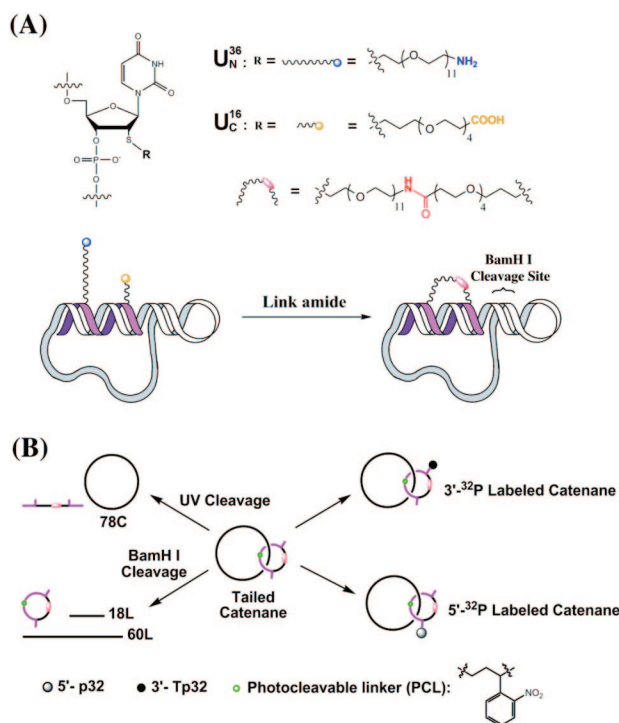 (A)
O
NH
N
O
O
O
O
S
R
O=P-O⁻
O
U_N^36 : R = = O 11 NH₂
U_C^16 : R = = O 4 COOH
= O 11 H N O O 4
BamH I
Cleavage Site
Link amide
(B)
UV Cleavage
78C
3'-³²P Labeled Catenane
BamH I
Cleavage
Tailed
Catenane
18L
60L
5'-³²P Labeled Catenane
5'- p32 3'- Tp32 Photocleavable linker (PCL): NO₂